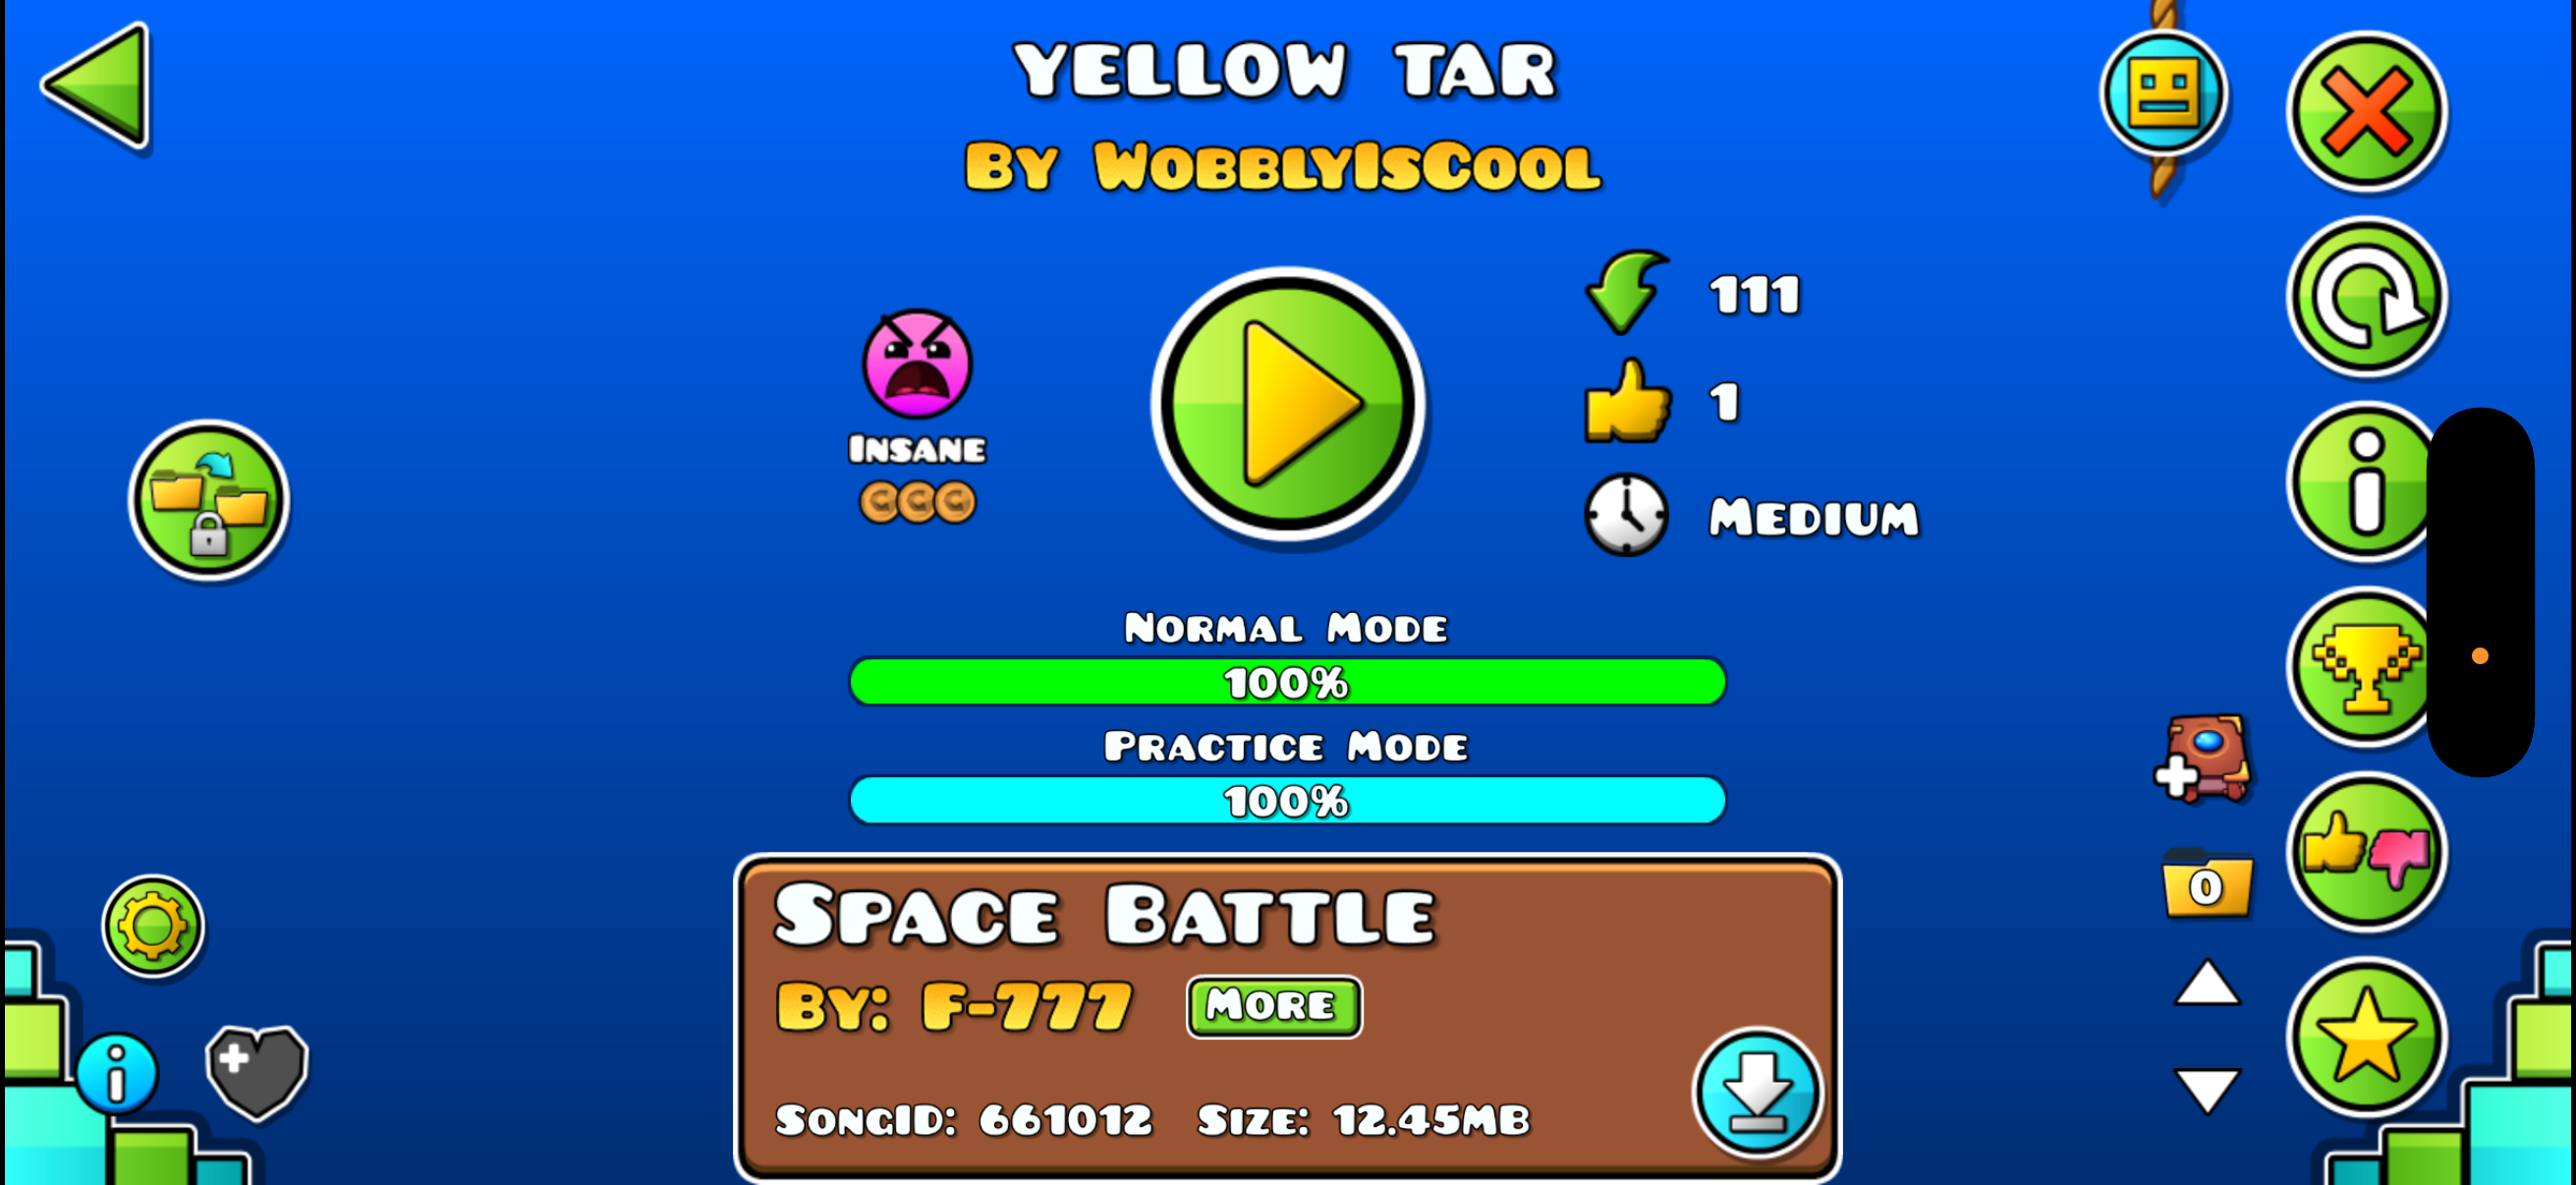 YELLOW TAR
By WobblyIsCool
111
1
Insane
CCC
Medium
Normal Mode
100%
Practice Mode
100%
0
Space Battle
By: F-777 More
SongID: 661012 Size: 12.45MB